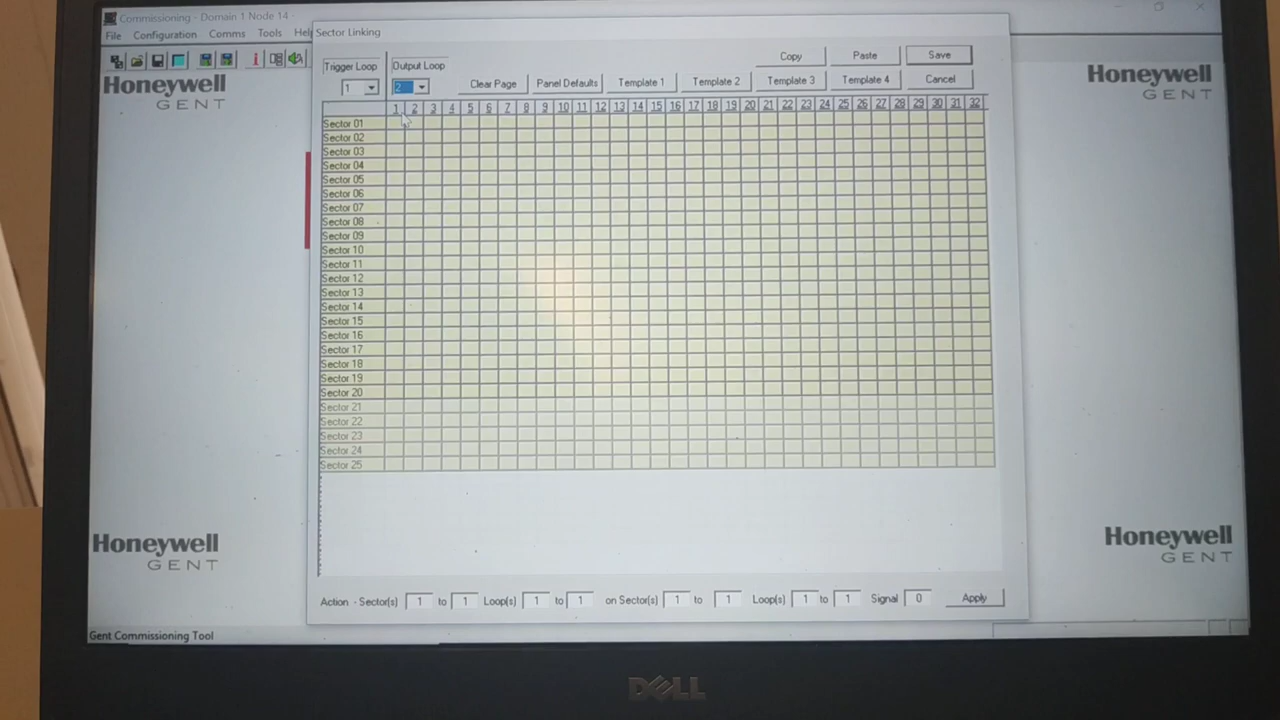 Commissioning - Domain 1 Node 14 -
File Configuration Comms Tools Help
Sector Linking
Trigger Loop Output Loop
Copy Paste Save
1 2 Clear Page Panel Defaults Template 1 Template 2 Template 3 Template 4 Cancel
Honeywell
GENT
Honeywell
GENT
1 2 3 4 5 6 7 8 9 10 11 12 13 14 15 16 17 18 19 20 21 22 23 24 25 26 27 28 29 30 31 32
Sector 01
Sector 02
Sector 03
Sector 04
Sector 05
Sector 06
Sector 07
Sector 08
Sector 09
Sector 10
Sector 11
Sector 12
Sector 13
Sector 14
Sector 15
Sector 16
Sector 17
Sector 18
Sector 19
Sector 20
Sector 21
Sector 22
Sector 23
Sector 24
Sector 25
Honeywell
GENT
Honeywell
GENT
Action - Sector(s) 1 to 1 Loop(s) 1 to 1 on Sector(s) 1 to 1 Loop(s) 1 to 1 Signal 0 Apply
Gent Commissioning Tool
DELL